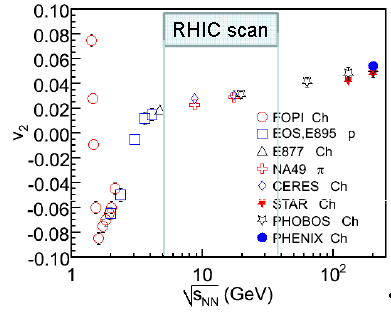 RHIC scan
0.10
0.08
0.06
0.04
0.02
0.00
-0.02
-0.04
-0.06
-0.08
-0.10
v2
FOPI Ch
EOS,E895 p
E877 Ch
NA49 π
CERES Ch
STAR Ch
PHOBOS Ch
PHENIX Ch
1 10 10²
√sNN (GeV)